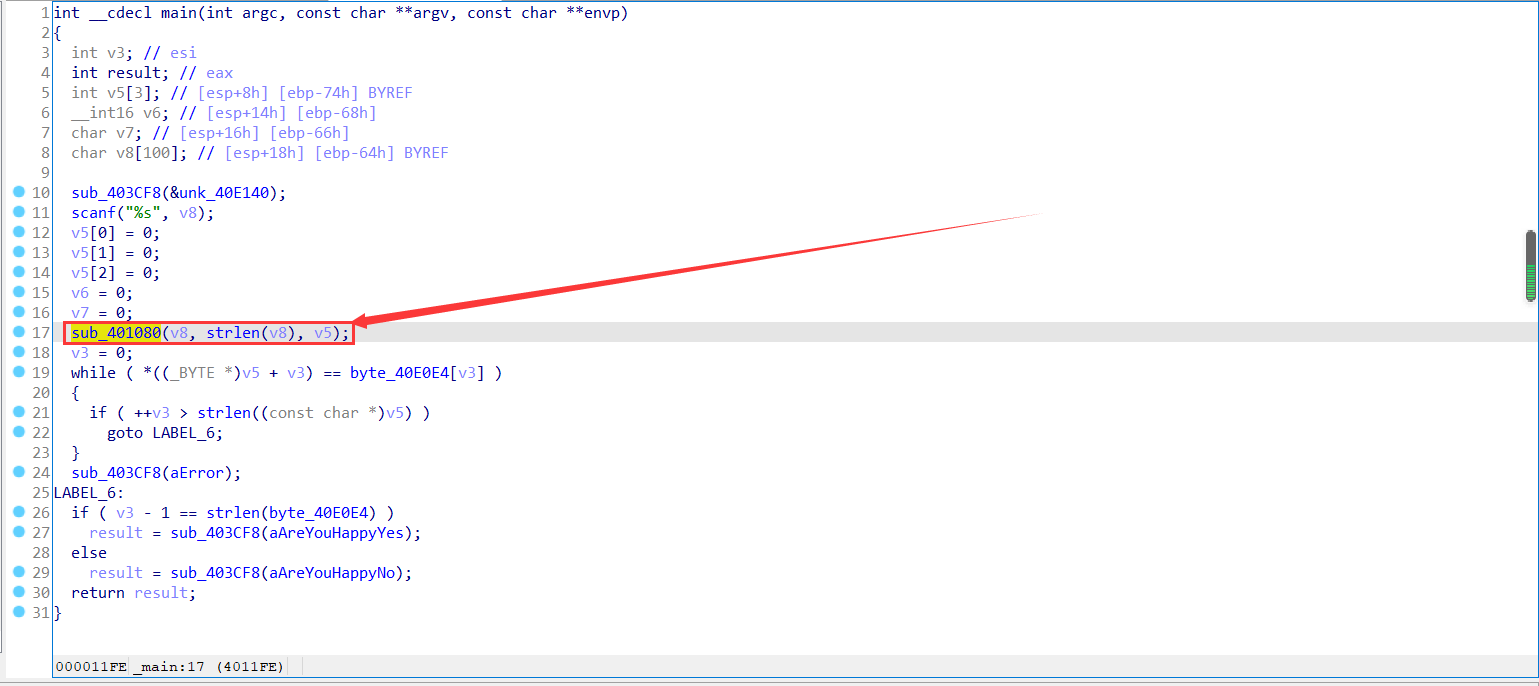 1 int __cdecl main(int argc, const char **argv, const char **envp)
2 {
3   int v3; // esi
4   int result; // eax
5   int v5[3]; // [esp+8h] [ebp-74h] BYREF
6   __int16 v6; // [esp+14h] [ebp-68h]
7   char v7; // [esp+16h] [ebp-66h]
8   char v8[100]; // [esp+18h] [ebp-64h] BYREF
9
10   sub_403CF8(&unk_40E140);
11   scanf("%s", v8);
12   v5[0] = 0;
13   v5[1] = 0;
14   v5[2] = 0;
15   v6 = 0;
16   v7 = 0;
17   sub_401080(v8, strlen(v8), v5);
18   v3 = 0;
19   while ( *((_BYTE *)v5 + v3) == byte_40E0E4[v3] )
20   {
21     if ( ++v3 > strlen((const char *)v5) )
22       goto LABEL_6;
23   }
24   sub_403CF8(aError);
25 LABEL_6:
26   if ( v3 - 1 == strlen(byte_40E0E4) )
27     result = sub_403CF8(aAreYouHappyYes);
28   else
29     result = sub_403CF8(aAreYouHappyNo);
30   return result;
31 }
000011FE _main:17 (4011FE)